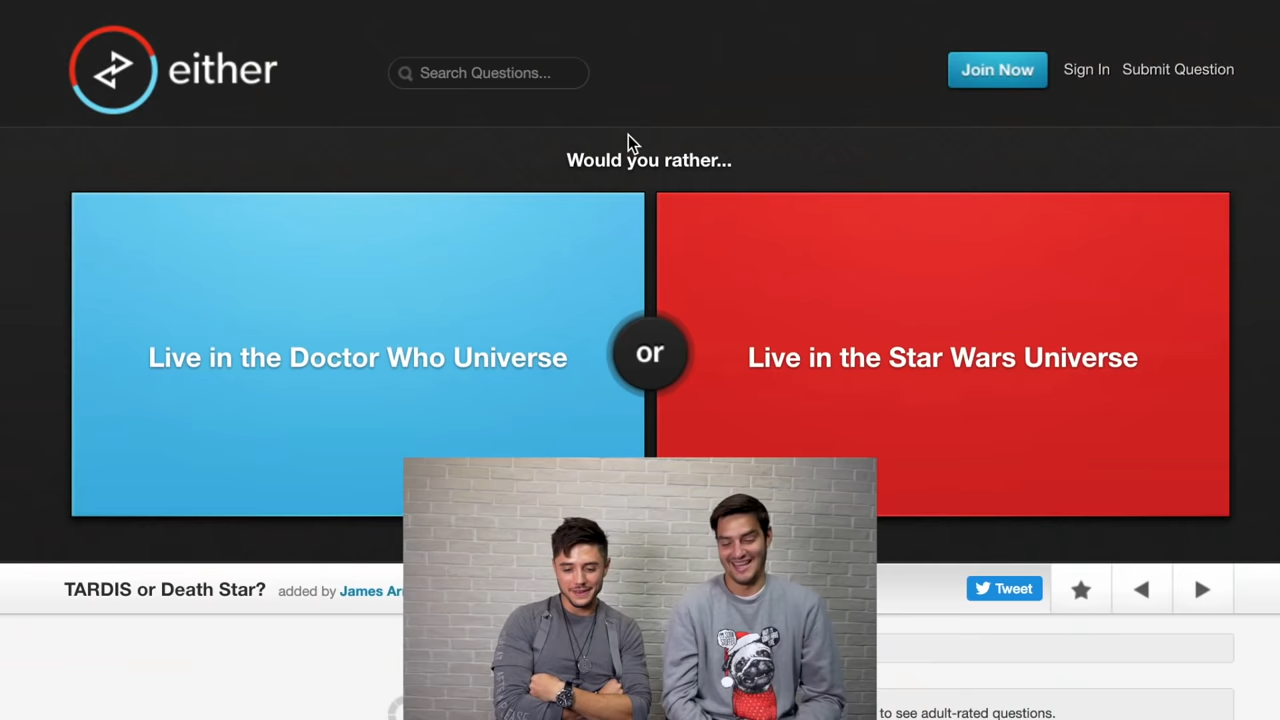 either
Search Questions...
Join Now
Sign In
Submit Question
Would you rather...
Live in the Doctor Who Universe
or
Live in the Star Wars Universe
TARDIS or Death Star?
added by James
Tweet
to see adult-rated questions.